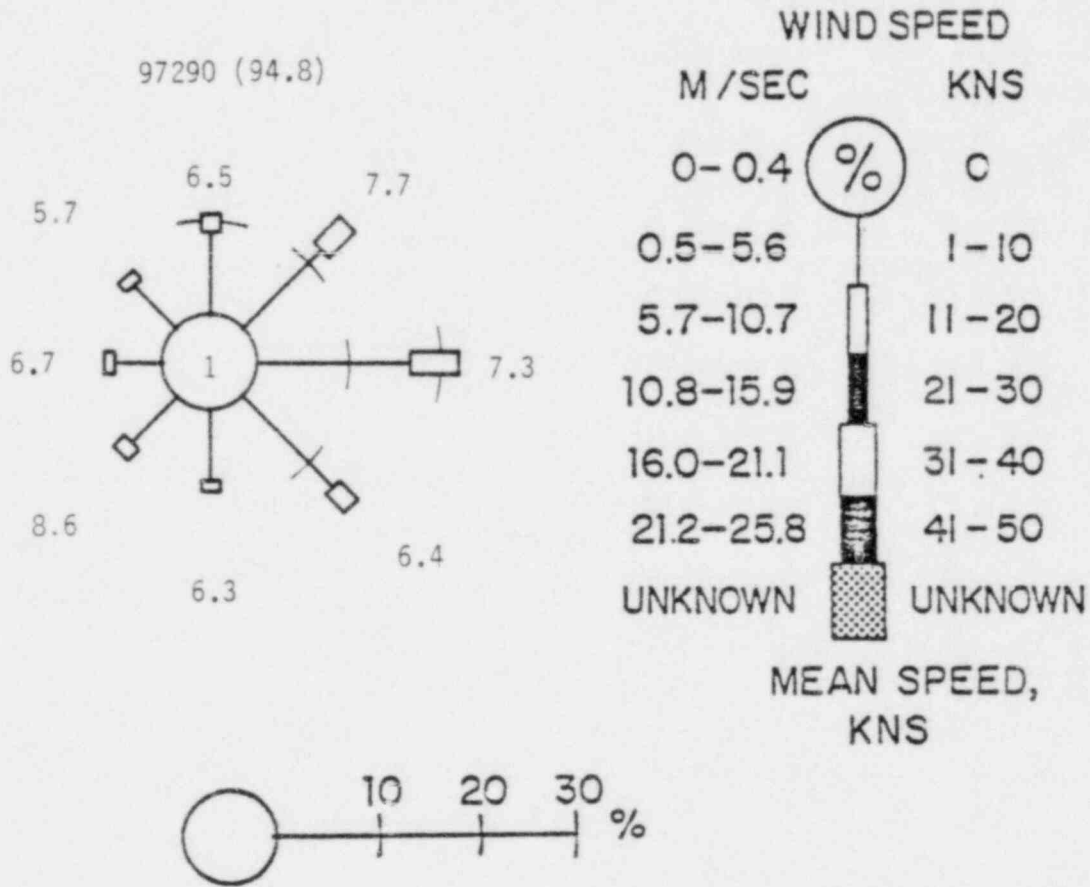 WIND SPEED
M/SEC KNS
0-0.4 % C
0.5-5.6 1-10
5.7-10.7 11-20
10.8-15.9 21-30
16.0-21.1 31-40
21.2-25.8 41-50
UNKNOWN UNKNOWN
MEAN SPEED,
KNS
97290 (94.8)
6.5 7.7
5.7
6.7 1 7.3
8.6 6.4
6.3
10 20 30 %